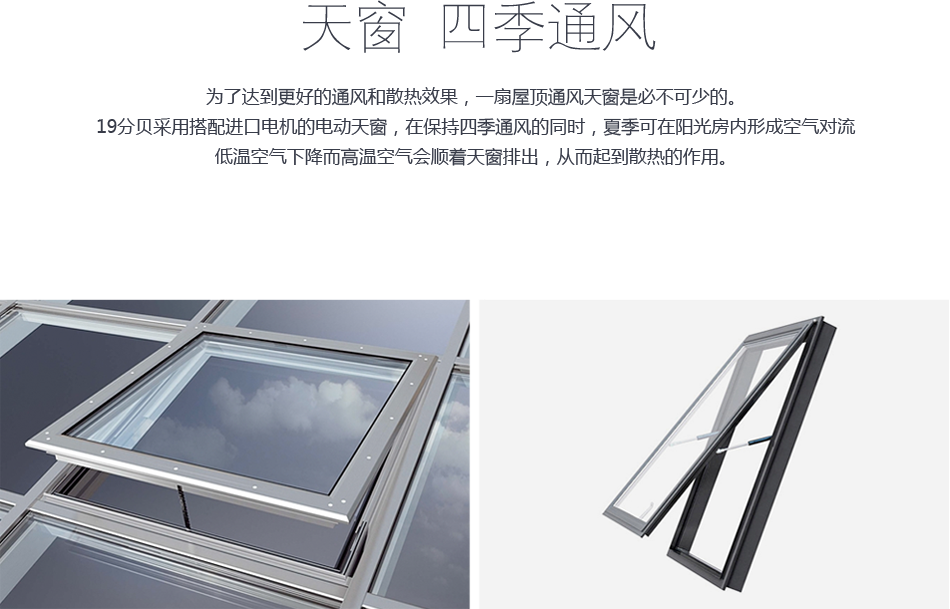 天窗 四季通风
为了达到更好的通风和散热效果，一扇屋顶通风天窗是必不可少的。
19分贝采用搭配进口电机的电动天窗，在保持四季通风的同时，夏季可在阳光房内形成空气对流
低温空气下降而高温空气会顺着天窗排出，从而起到散热的作用。